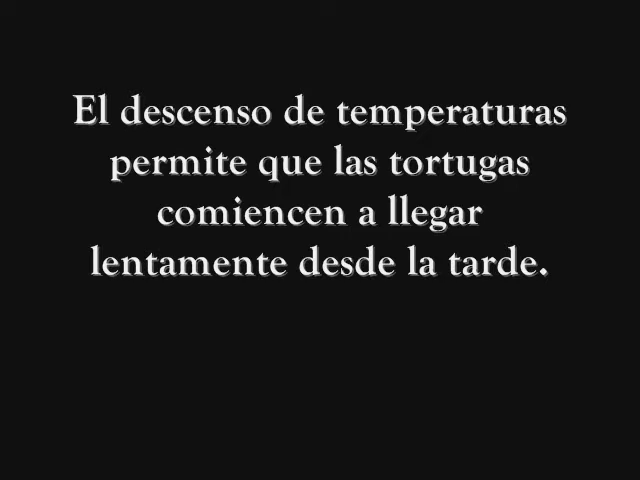 El descenso de temperaturas
permite que las tortugas
comiencen a llegar
lentamente desde la tarde.